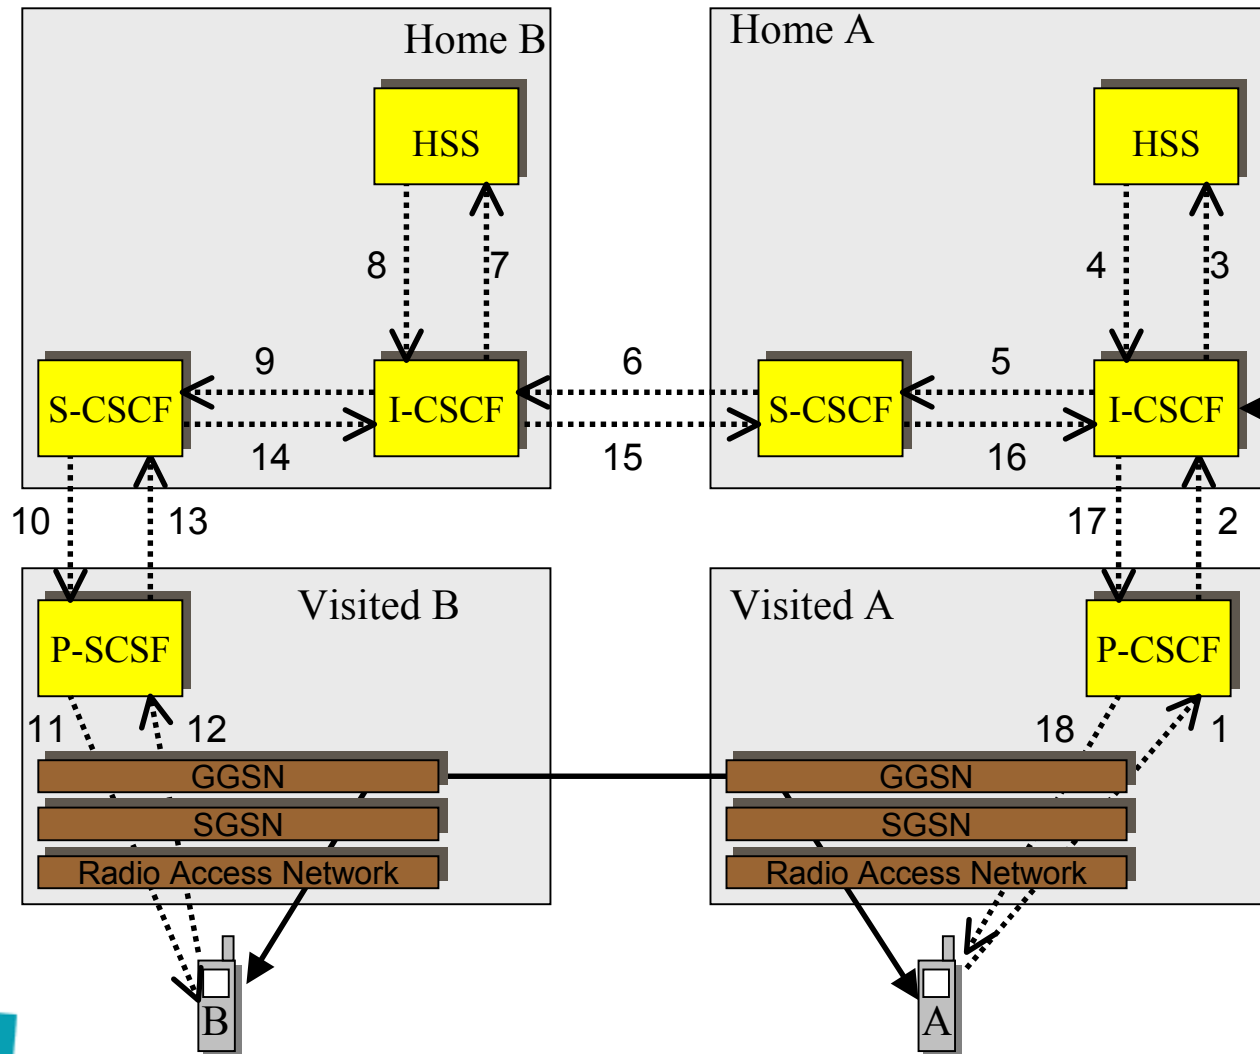 Home B
Home A
HSS
HSS
8
7
4
3
9
6
5
S-CSCF
I-CSCF
S-CSCF
I-CSCF
14
15
16
10
13
17
2
Visited B
Visited A
P-SCSF
P-CSCF
11
12
18
1
GGSN
GGSN
SGSN
SGSN
Radio Access Network
Radio Access Network
B
A